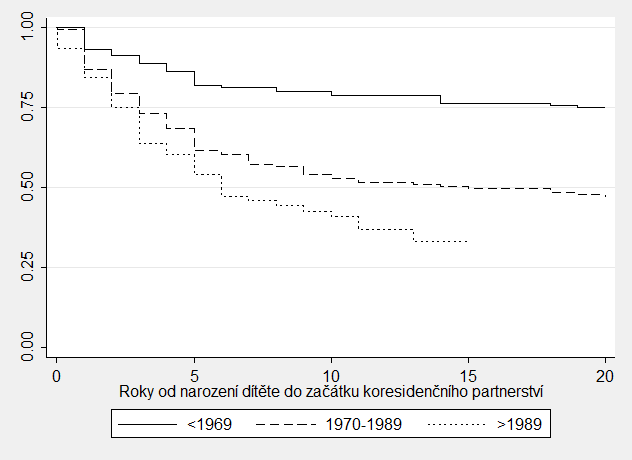 1.00
0.75
0.50
0.25
0.00
0 5 10 15 20
Roky od narození dítěte do začátku koresidenčního partnerství
<1969 1970-1989 >1989